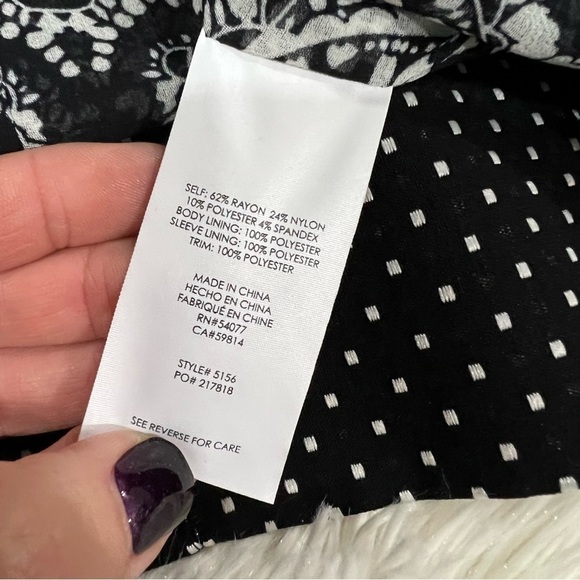 SELF: 62% RAYON 24% NYLON
10% POLYESTER 4% SPANDEX
BODY LINING: 100% POLYESTER
SLEEVE LINING: 100% POLYESTER
TRIM: 100% POLYESTER
MADE IN CHINA
HECHO EN CHINA
FABRIQUÉ EN CHINE
RN#54077
CA#59814
STYLE# 5156
PO# 217818
SEE REVERSE FOR CARE